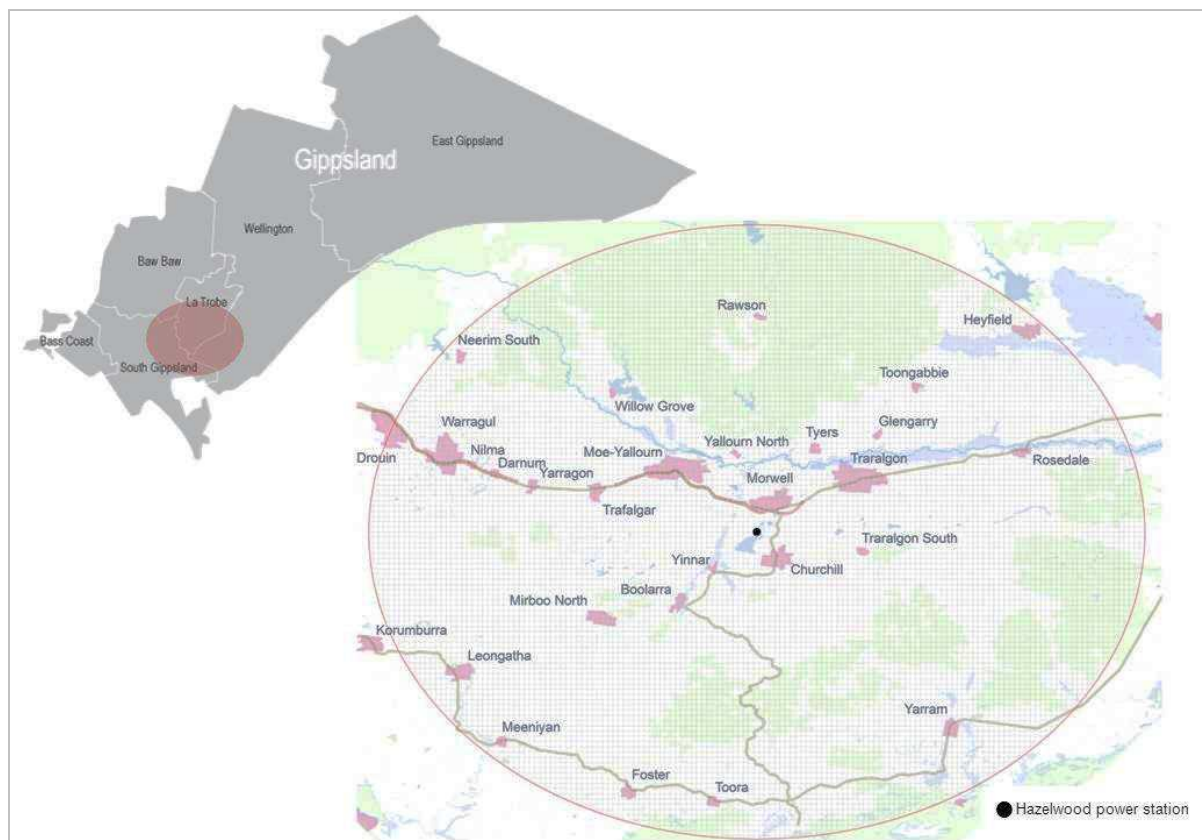 East Gippsland
Gippsland
Wellington
Baw Baw
La Trobe
Bass Coast
South Gippsland
Rawson
Heyfield
Neerim South
Toongabbie
Willow Grove
Glengarry
Warragul
Tyers
Yallourn North
Nilma
Moe-Yallourn
Drouin
Darnum
Traralgon
Rosedale
Yarragon
Morwell
Trafalgar
Traralgon South
Yinnar
Churchill
Boolarra
Mirboo North
Korumburra
Leongatha
Yarram
Meeniyan
Foster
Toora
Hazelwood power station